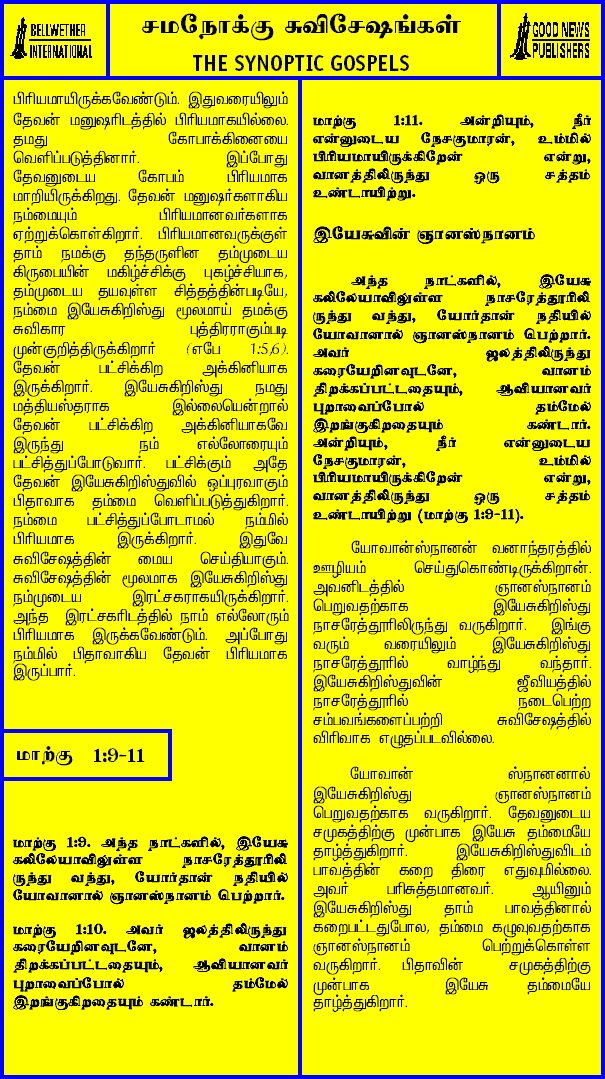 BELLWETHER
INTERNATIONAL
சமநோக்கு சுவிசேஷங்கள்
THE SYNOPTIC GOSPELS
GOOD NEWS
PUBLISHERS
பிரியமாயிருக்கவேண்டும். இதுவரையிலும்
தேவன் மனுஷரிடத்தில் பிரியமாகயில்லை.
தமது கோபாக்கினையை
வெளிப்படுத்தினார். இப்போது
தேவனுடைய கோபம் பிரியமாக
மாறியிருக்கிறது. தேவன் மனுஷர்களாகிய
நம்மையும் பிரியமானவர்களாக
ஏற்றுக்கொள்கிறார். பிரியமானவருக்குள்
தாம் நமக்கு தந்தருளின தம்முடைய
கிருபையின் மகிழ்ச்சிக்கு புகழ்ச்சியாக,
தம்முடைய தயவுள்ள சித்தத்தின்படியே,
நம்மை இயேசுகிறிஸ்து மூலமாய் தமக்கு
சுவிகார புத்திரராகும்படி
முன்குறித்திருக்கிறார் (எபே 1:5,6).
தேவன் பட்சிக்கிற அக்கினியாக
இருக்கிறார். இயேசுகிறிஸ்து நமது
மத்தியஸ்தராக இல்லையென்றால்
தேவன் பட்சிக்கிற அக்கினியாகவே
இருந்து நம் எல்லோரையும்
பட்சித்துப்போடுவார். பட்சிக்கும் அதே
தேவன் இயேசுகிறிஸ்துவில் ஒப்புரவாகும்
பிதாவாக தம்மை வெளிப்படுத்துகிறார்.
நம்மை பட்சித்துப்போடாமல் நம்மில்
பிரியமாக இருக்கிறார். இதுவே
சுவிசேஷத்தின் மைய செய்தியாகும்.
சுவிசேஷத்தின் மூலமாக இயேசுகிறிஸ்து
நம்முடைய இரட்சகராகயிருக்கிறார்.
அந்த இரட்சகரிடத்தில் நாம் எல்லோரும்
பிரியமாக இருக்கவேண்டும். அப்போது
நம்மில் பிதாவாகிய தேவன் பிரியமாக
இருப்பார்.
மாற்கு 1:9-11
மாற்கு 1:9. அந்த நாட்களில், இயேசு
கலிலேயாவிலுள்ள நாசரேத்தூரிலி
ருந்து வந்து, யோர்தான் நதியில்
யோவானால் ஞானஸ்நானம் பெற்றார்.
மாற்கு 1:10. அவர் ஜலத்திலிருந்து
கரையேறினவுடனே, வானம்
திறக்கப்பட்டதையும், ஆவியானவர்
புறாவைப்போல் தம்மேல்
இறங்குகிறதையும் கண்டார்.
மாற்கு 1:11. அன்றியும், நீர்
என்னுடைய நேசகுமாரன், உம்மில்
பிரியமாயிருக்கிறேன் என்று,
வானத்திலிருந்து ஒரு சத்தம்
உண்டாயிற்று.
இயேசுவின் ஞானஸ்நானம்
அந்த நாட்களில், இயேசு
கலிலேயாவிலுள்ள நாசரேத்தூரிலி
ருந்து வந்து, யோர்தான் நதியில்
யோவானால் ஞானஸ்நானம் பெற்றார்.
அவர் ஜலத்திலிருந்து
கரையேறினவுடனே, வானம்
திறக்கப்பட்டதையும், ஆவியானவர்
புறாவைப்போல் தம்மேல்
இறங்குகிறதையும் கண்டார்.
அன்றியும், நீர் என்னுடைய
நேசகுமாரன், உம்மில்
பிரியமாயிருக்கிறேன் என்று,
வானத்திலிருந்து ஒரு சத்தம்
உண்டாயிற்று (மாற்கு 1:9-11).
யோவான்ஸ்நானன் வனாந்தரத்தில்
ஊழியம் செய்துகொண்டிருக்கிறான்.
அவனிடத்தில் ஞானஸ்நானம்
பெறுவதற்காக இயேசுகிறிஸ்து
நாசரேத்தூரிலிருந்து வருகிறார். இங்கு
வரும் வரையிலும் இயேசுகிறிஸ்து
நாசரேத்தூரில் வாழ்ந்து வந்தார்.
இயேசுகிறிஸ்துவின் ஜீவியத்தில்
நாசரேத்தூரில் நடைபெற்ற
சம்பவங்களைப்பற்றி சுவிசேஷத்தில்
விரிவாக எழுதப்படவில்லை.
யோவான் ஸ்நானனால்
இயேசுகிறிஸ்து ஞானஸ்நானம்
பெறுவதற்காக வருகிறார். தேவனுடைய
சமுகத்திற்கு முன்பாக இயேசு தம்மையே
தாழ்த்துகிறார். இயேசுகிறிஸ்துவிடம்
பாவத்தின் கறை திரை எதுவுமில்லை.
அவர் பரிசுத்தமானவர். ஆயினும்
இயேசுகிறிஸ்து தாம் பாவத்தினால்
கறைபட்டதுபோல, தம்மை கழுவுவதற்காக
ஞானஸ்நானம் பெற்றுக்கொள்ள
வருகிறார். பிதாவின் சமுகத்திற்கு
முன்பாக இயேசு தம்மையே
தாழ்த்துகிறார்.